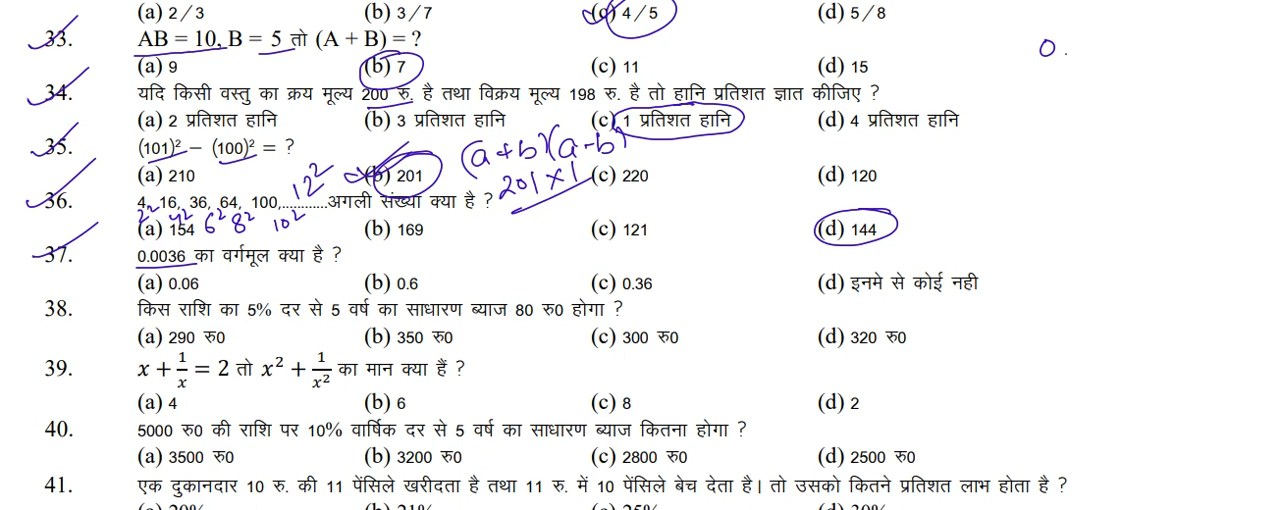 (a) 2/3 (b) 3/7 (c) 4/5 (d) 5/8
33. AB = 10, B = 5 तो (A + B) = ? 0.
(a) 9 (b) 7 (c) 11 (d) 15
34. यदि किसी वस्तु का क्रय मूल्य 200 रु. है तथा विक्रय मूल्य 198 रु. है तो हानि प्रतिशत ज्ञात कीजिए ?
(a) 2 प्रतिशत हानि (b) 3 प्रतिशत हानि (c) 1 प्रतिशत हानि (d) 4 प्रतिशत हानि
35. (101)² − (100)² = ? (a+b)(a-b)
(a) 210 (b) 201 (c) 220 (d) 120
201×1
12²
36. 4, 16, 36, 64, 100,............अगली संख्या क्या है ?
2² 4² 6² 8² 10²
(a) 154 (b) 169 (c) 121 (d) 144
37. 0.0036 का वर्गमूल क्या है ?
(a) 0.06 (b) 0.6 (c) 0.36 (d) इनमे से कोई नही
38. किस राशि का 5% दर से 5 वर्ष का साधारण ब्याज 80 रु0 होगा ?
(a) 290 रु0 (b) 350 रु0 (c) 300 रु0 (d) 320 रु0
39. x + 1/x = 2 तो x² + 1/x² का मान क्या हैं ?
(a) 4 (b) 6 (c) 8 (d) 2
40. 5000 रु0 की राशि पर 10% वार्षिक दर से 5 वर्ष का साधारण ब्याज कितना होगा ?
(a) 3500 रु0 (b) 3200 रु0 (c) 2800 रु0 (d) 2500 रु0
41. एक दुकानदार 10 रु. की 11 पेंसिले खरीदता है तथा 11 रु. में 10 पेंसिले बेच देता है। तो उसको कितने प्रतिशत लाभ होता है ?